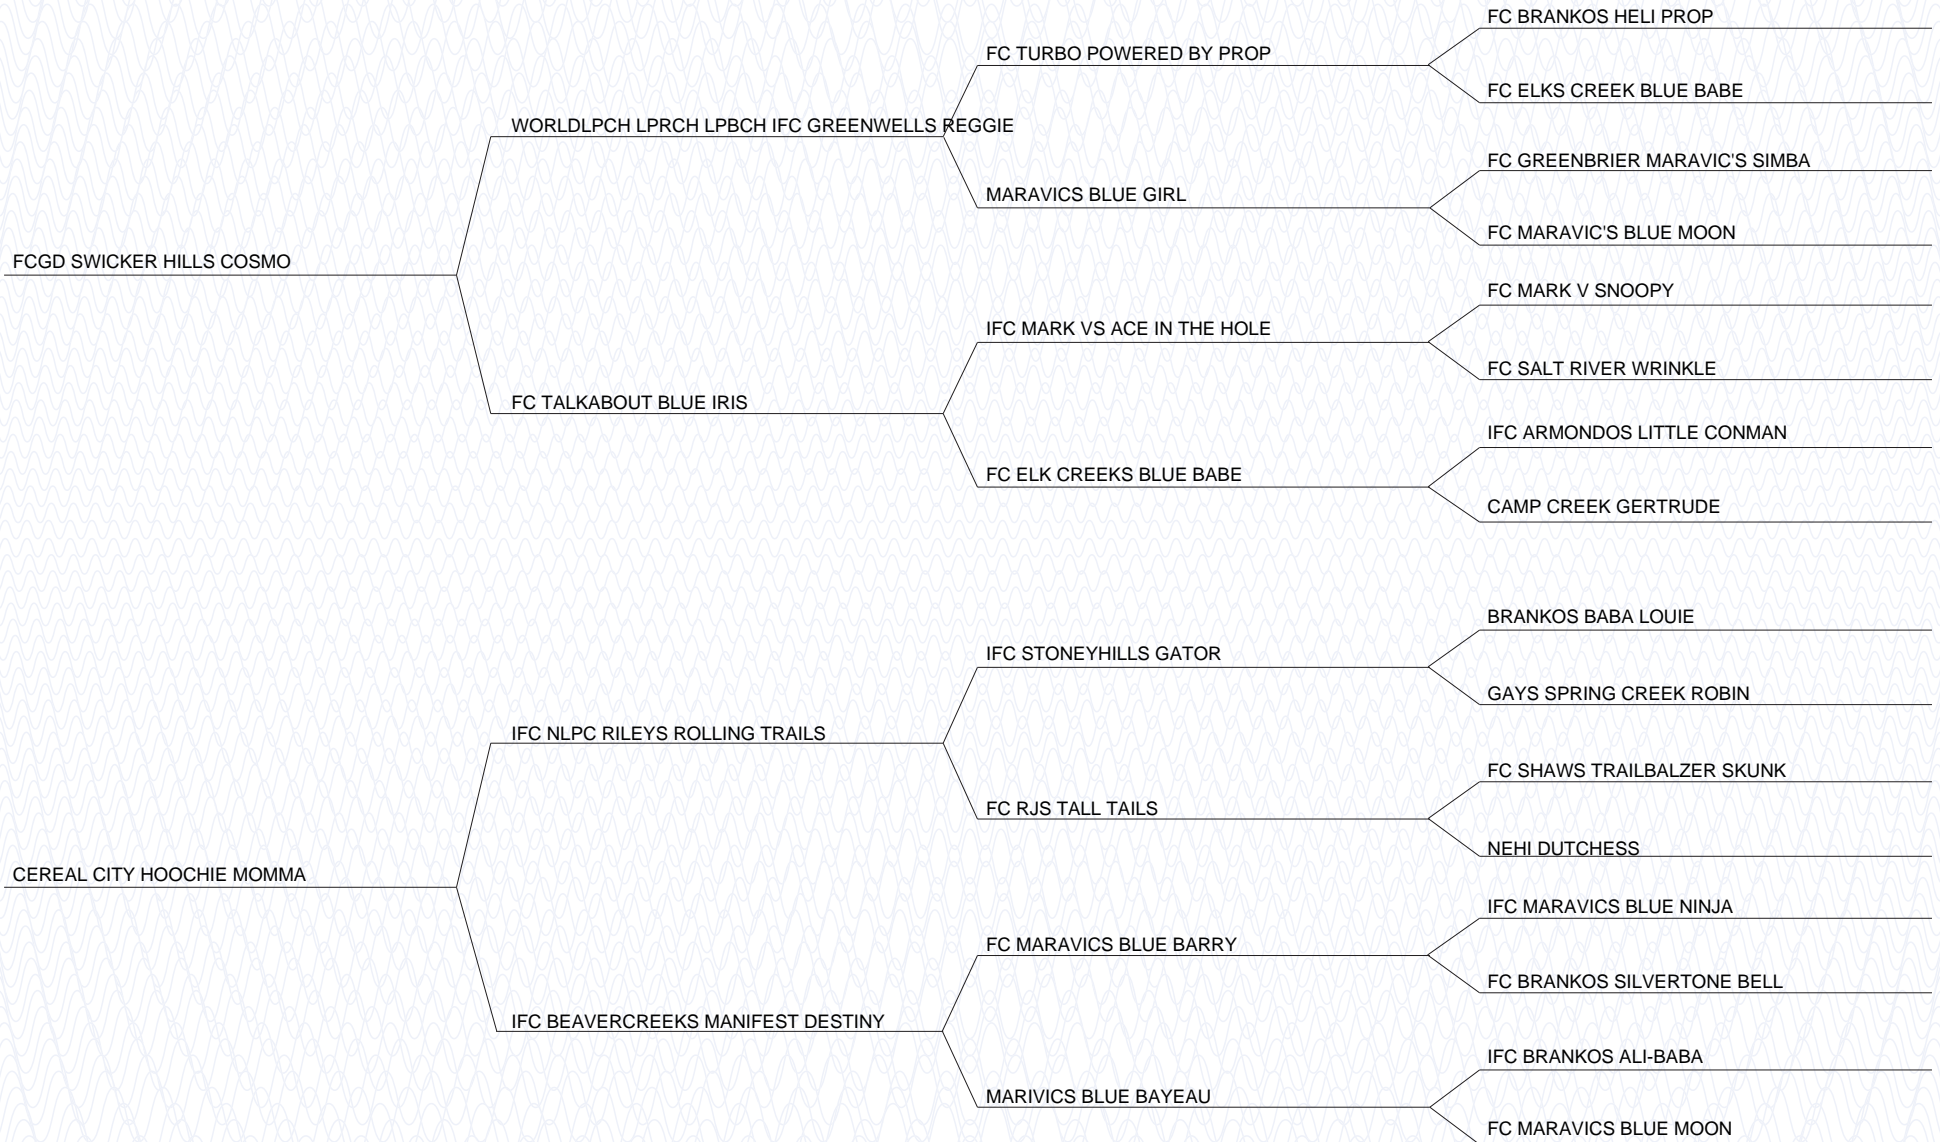 FC BRANKOS HELI PROP
FC TURBO POWERED BY PROP
FC ELKS CREEK BLUE BABE
WORLDLPCH LPRCH LPBCH IFC GREENWELLS REGGIE
FC GREENBRIER MARAVIC'S SIMBA
MARAVICS BLUE GIRL
FC MARAVIC'S BLUE MOON
FCGD SWICKER HILLS COSMO
FC MARK V SNOOPY
IFC MARK VS ACE IN THE HOLE
FC SALT RIVER WRINKLE
FC TALKABOUT BLUE IRIS
IFC ARMONDOS LITTLE CONMAN
FC ELK CREEKS BLUE BABE
CAMP CREEK GERTRUDE
BRANKOS BABA LOUIE
IFC STONEYHILLS GATOR
GAYS SPRING CREEK ROBIN
IFC NLPC RILEYS ROLLING TRAILS
FC SHAWS TRAILBALZER SKUNK
FC RJS TALL TAILS
NEHI DUTCHESS
CEREAL CITY HOOCHIE MOMMA
IFC MARAVICS BLUE NINJA
FC MARAVICS BLUE BARRY
FC BRANKOS SILVERTONE BELL
IFC BEAVERCREEKS MANIFEST DESTINY
IFC BRANKOS ALI-BABA
MARIVICS BLUE BAYEAU
FC MARAVICS BLUE MOON